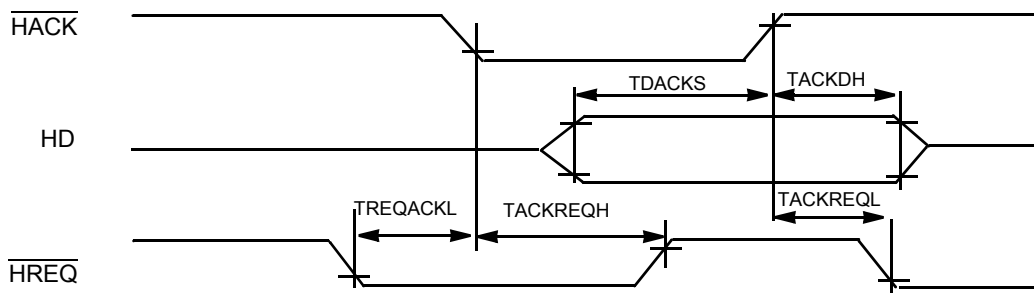 HACK
TDACKS
TACKDH
HD
TREQACKL
TACKREQH
TACKREQL
HREQ